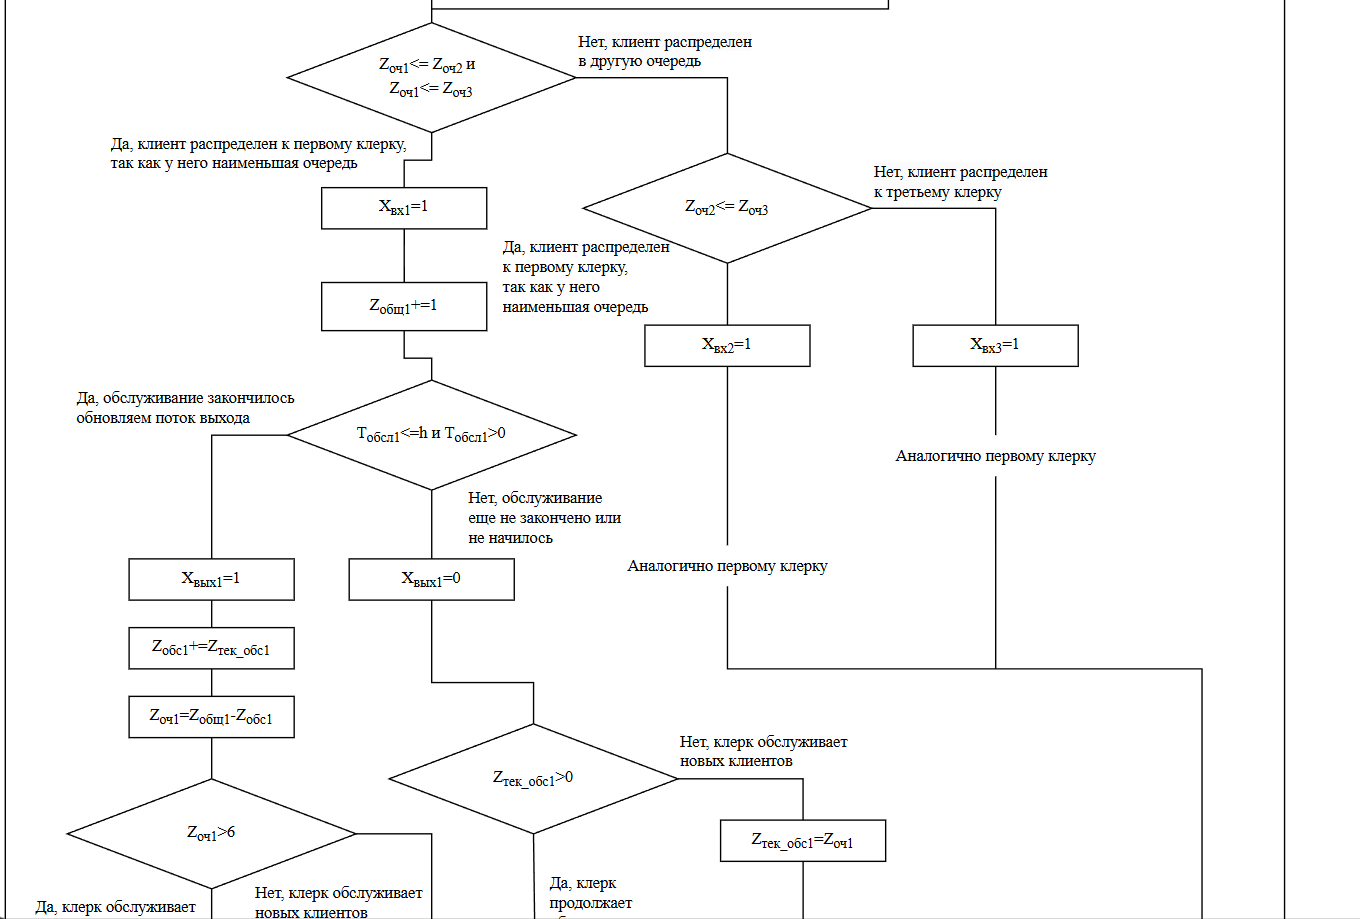 Нет, клиент распределен
в другую очередь
Zоч1<= Zоч2 и
Zоч1<= Zоч3
Да, клиент распределен к первому клерку,
так как у него наименьшая очередь
Нет, клиент распределен
к третьему клерку
Xвх1=1
Zоч2<= Zоч3
Да, клиент распределен
к первому клерку,
так как у него
наименьшая очередь
Zобщ1+=1
Xвх2=1
Xвх3=1
Да, обслуживание закончилось
обновляем поток выхода
Tобсл1<=h и Tобсл1>0
Аналогично первому клерку
Нет, обслуживание
еще не закончено или
не начилось
Аналогично первому клерку
Xвых1=1
Xвых1=0
Zобс1+=Zтек_обс1
Zоч1=Zобщ1-Zобс1
Нет, клерк обслуживает
новых клиентов
Zтек_обс1>0
Zоч1>6
Zтек_обс1=Zоч1
Да, клерк
продолжает
Нет, клерк обслуживает
новых клиентов
Да, клерк обслуживает